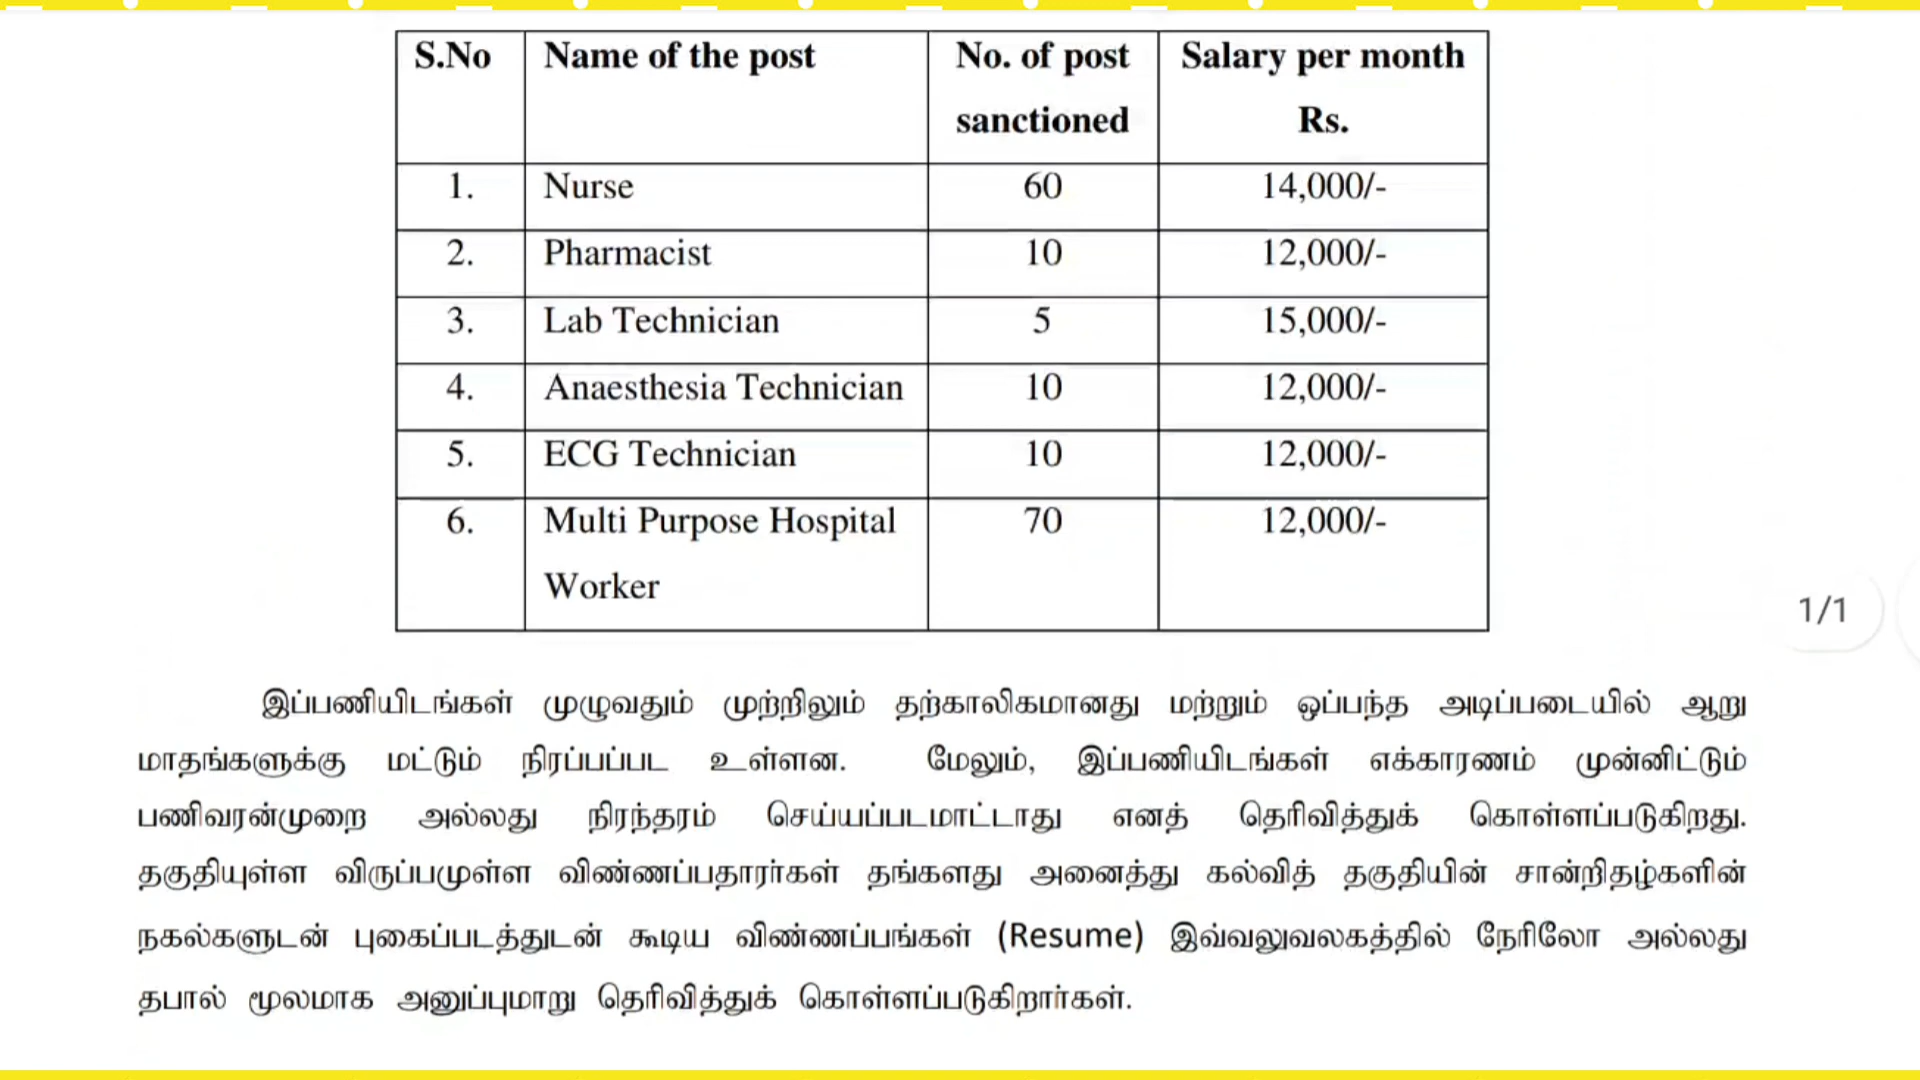 S.No Name of the post No. of post sanctioned Salary per month Rs.
1. Nurse 60 14,000/-
2. Pharmacist 10 12,000/-
3. Lab Technician 5 15,000/-
4. Anaesthesia Technician 10 12,000/-
5. ECG Technician 10 12,000/-
6. Multi Purpose Hospital Worker 70 12,000/-
1/1
இப்பணியிடங்கள் முழுவதும் முற்றிலும் தற்காலிகமானது மற்றும் ஒப்பந்த அடிப்படையில் ஆறு
மாதங்களுக்கு மட்டும் நிரப்பப்பட உள்ளன. மேலும், இப்பணியிடங்கள் எக்காரணம் முன்னிட்டும்
பணிவரன்முறை அல்லது நிரந்தரம் செய்யப்படமாட்டாது எனத் தெரிவித்துக் கொள்ளப்படுகிறது.
தகுதியுள்ள விருப்பமுள்ள விண்ணப்பதாரர்கள் தங்களது அனைத்து கல்வித் தகுதியின் சான்றிதழ்களின்
நகல்களுடன் புகைப்படத்துடன் கூடிய விண்ணப்பங்கள் (Resume) இவ்வலுவலகத்தில் நேரிலோ அல்லது
தபால் மூலமாக அனுப்புமாறு தெரிவித்துக் கொள்ளப்படுகிறார்கள்.